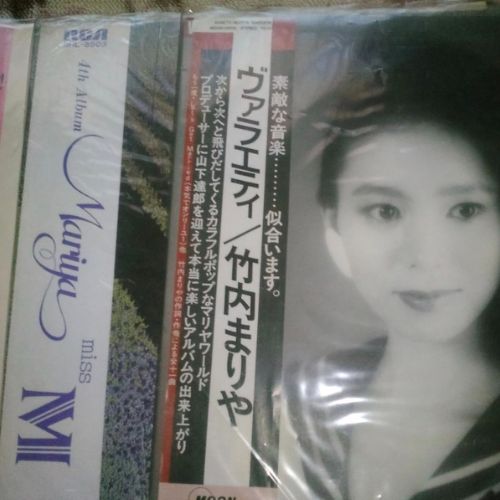 RCA
4th Album
Mariya
miss
M
素敵な音楽………似合います。
ヴァラエティ/竹内まりや
次から次へと飛びだしてくるカラフルポップなマリヤワールド
プロデューサーに山下達郎を迎えて本当に楽しいアルバムの出来上がり
MOON